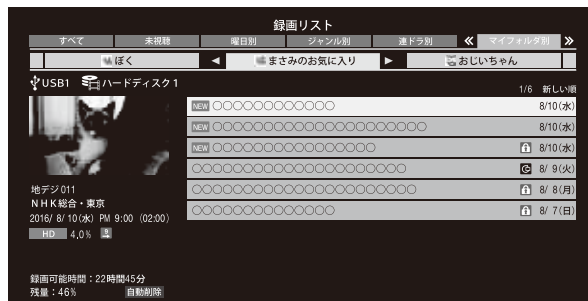 録画リスト
すべて 未視聴 曜日別 ジャンル別 連ドラ別 マイフォルダ別
ぼく ◀ まさみのお気に入り ▶ おじいちゃん
USB1 ハードディスク1
1/6 新しい順
NEW 〇〇〇〇〇〇〇〇〇〇〇〇 8/10(水)
NEW 〇〇〇〇〇〇〇〇〇〇〇〇〇〇〇〇〇〇〇〇〇 8/10(水)
NEW 〇〇〇〇〇〇〇〇〇〇〇〇〇〇〇〇 8/10(水)
〇〇〇〇〇〇〇〇〇〇〇〇〇〇〇〇〇〇〇〇〇 8/ 9(火)
〇〇〇〇〇〇〇〇〇〇〇〇〇〇〇〇〇〇〇〇〇〇 8/ 8(月)
〇〇〇〇〇〇〇〇〇〇〇〇〇〇 8/ 7(日)
地デジ011
NHK総合・東京
2016/ 8/10(水) PM 9:00 (02:00)
HD 4.0%
録画可能時間：22時間45分
残量：46% 自動削除